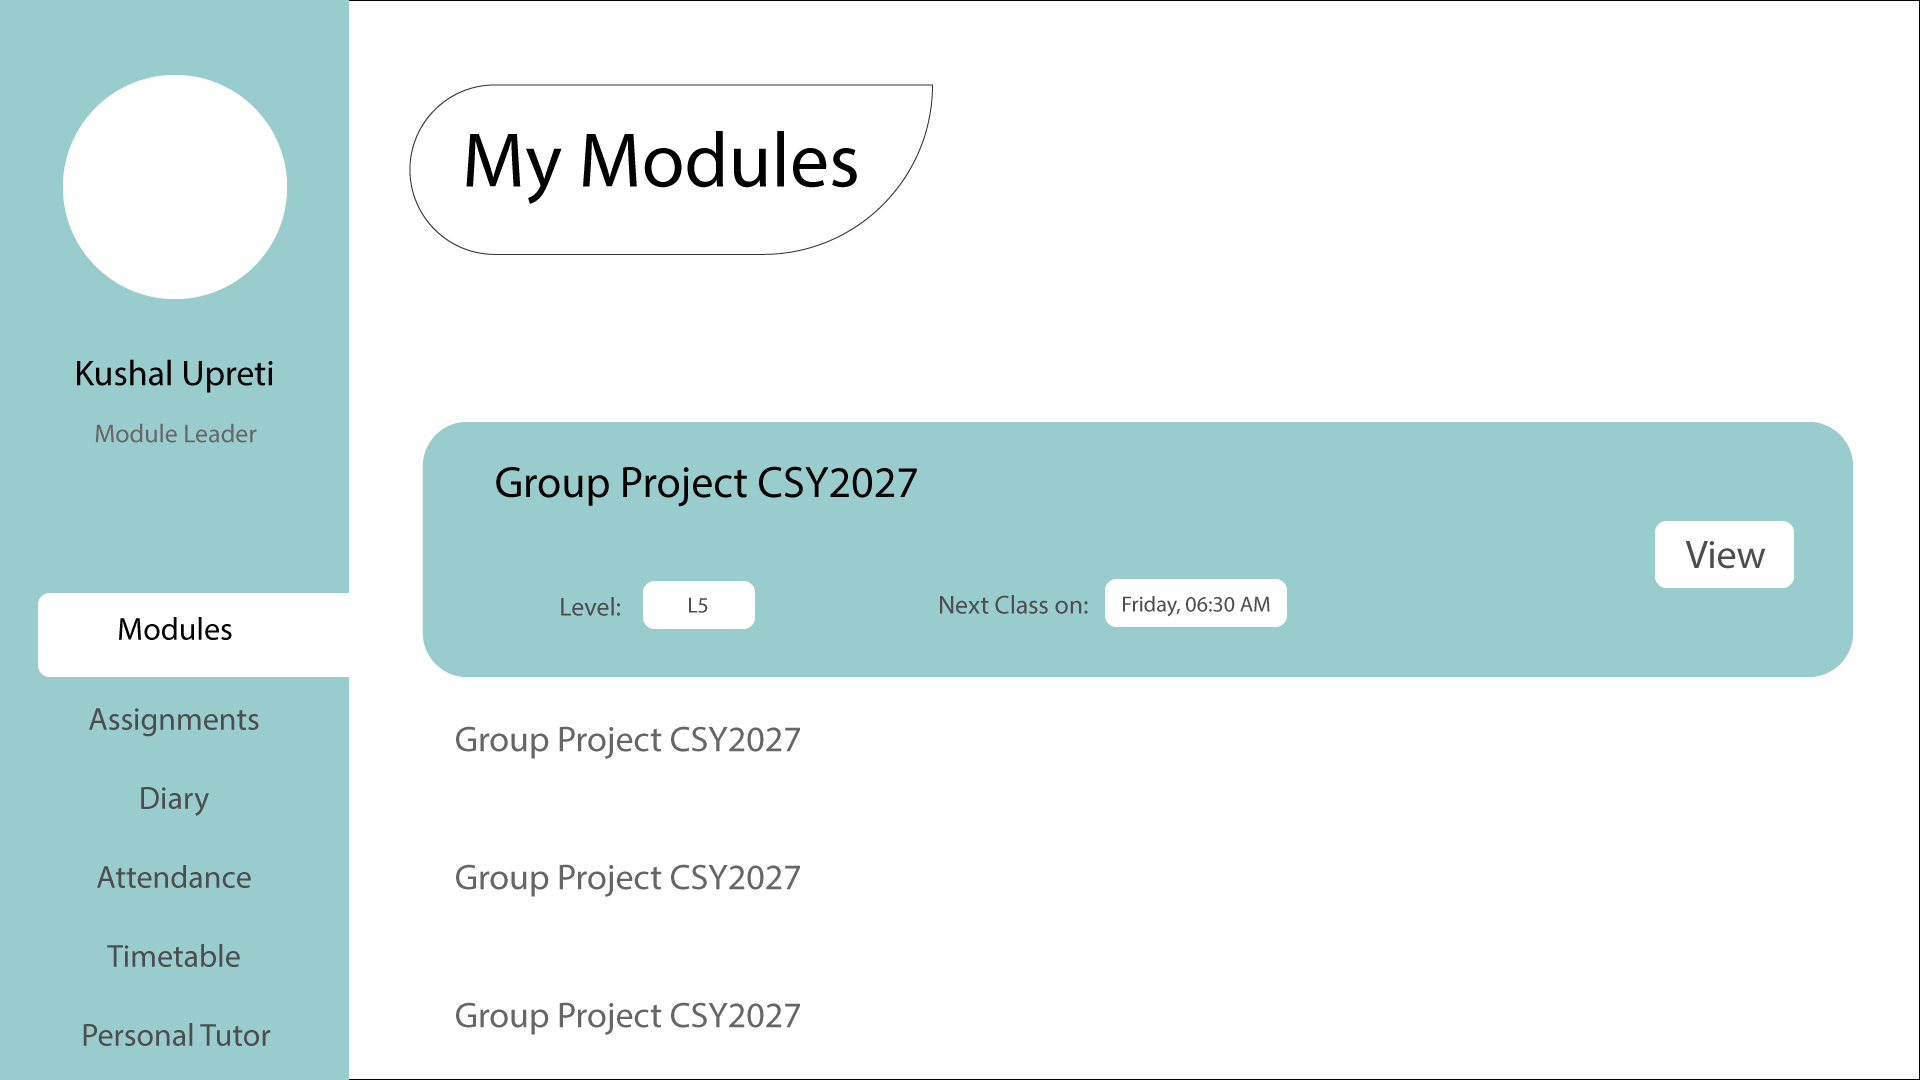 Kushal Upreti
Module Leader
Modules
Assignments
Diary
Attendance
Timetable
Personal Tutor
My Modules
Group Project CSY2027
Level: L5
Next Class on: Friday, 06:30 AM
View
Group Project CSY2027
Group Project CSY2027
Group Project CSY2027